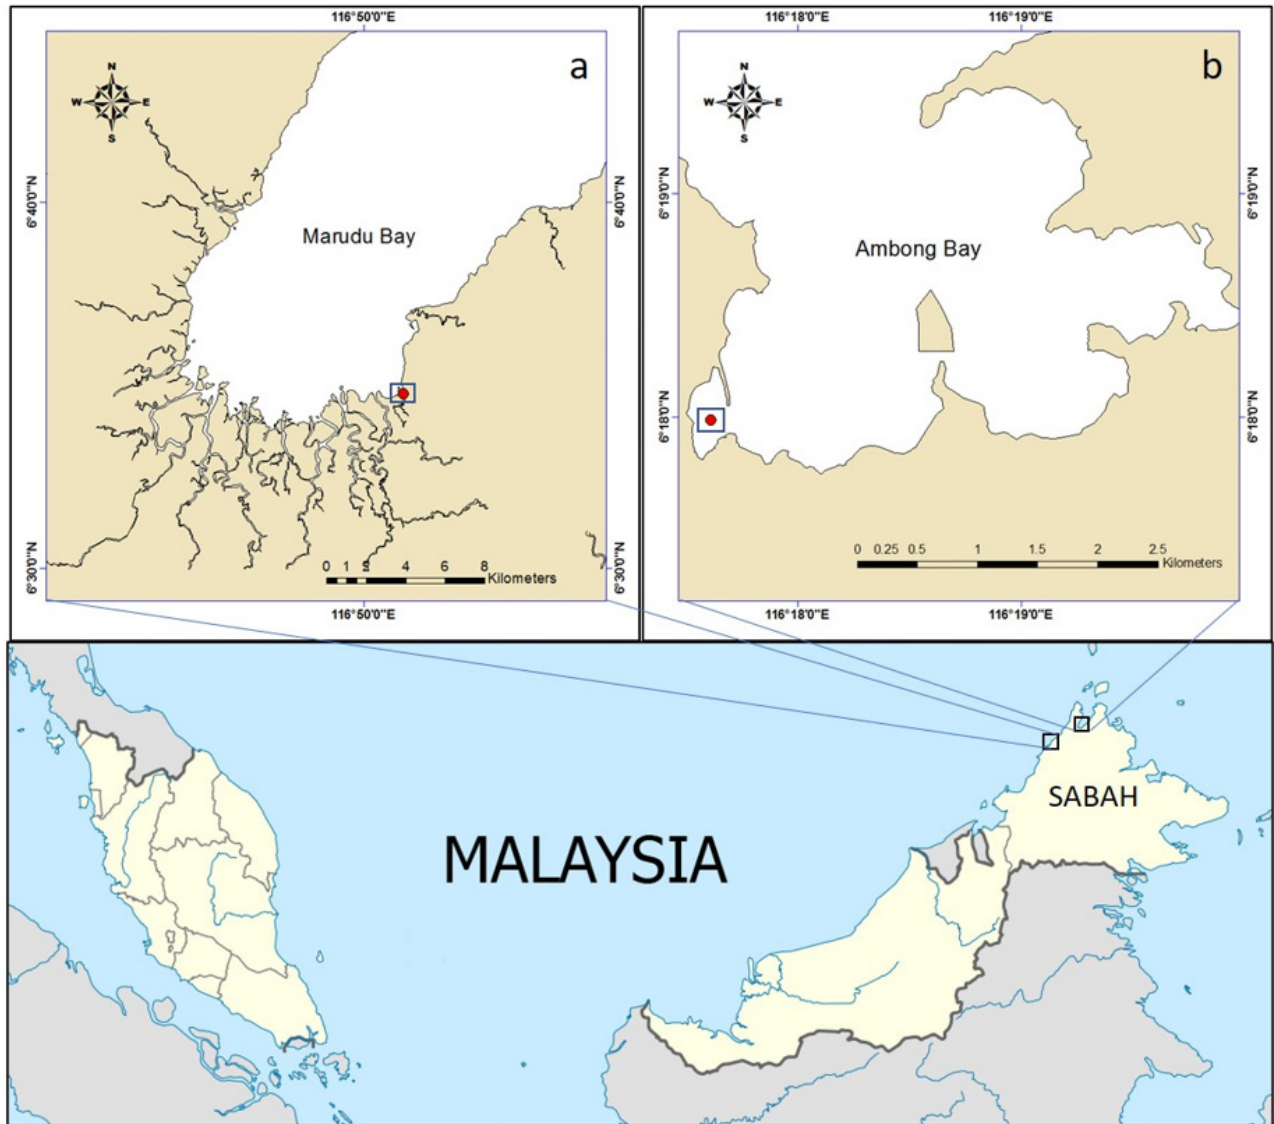 116°50'0"E
a
N
W E
S
6°40'0"N
6°40'0"N
Marudu Bay
6°30'0"N
6°30'0"N
0 1 2 4 6 8
Kilometers
116°50'0"E
116°18'0"E 116°19'0"E
b
N
W E
S
6°19'0"N
6°19'0"N
Ambong Bay
6°18'0"N
6°18'0"N
0 0.25 0.5 1 1.5 2 2.5
Kilometers
116°18'0"E 116°19'0"E
SABAH
MALAYSIA